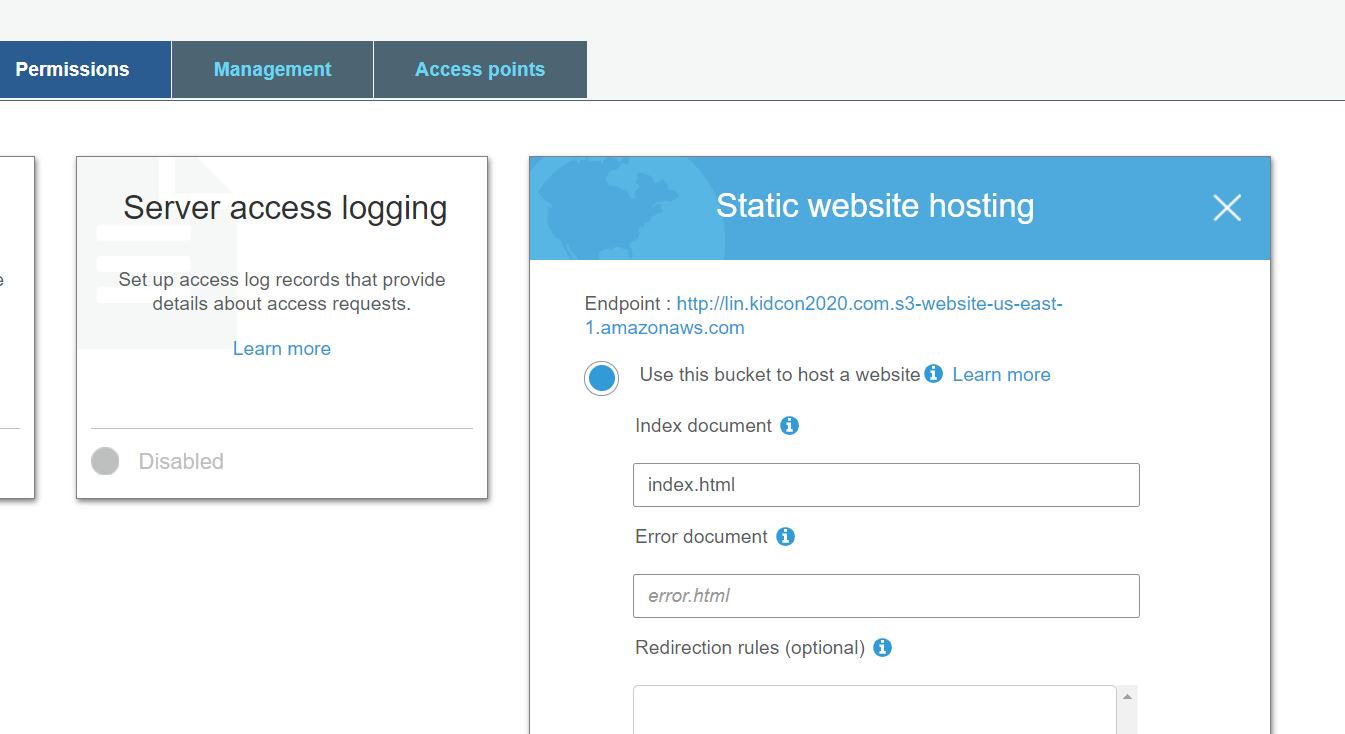 Permissions
Management
Access points
Server access logging
Set up access log records that provide
details about access requests.
Learn more
Disabled
Static website hosting
Endpoint : http://lin.kidcon2020.com.s3-website-us-east-
1.amazonaws.com
Use this bucket to host a website Learn more
Index document
index.html
Error document
error.html
Redirection rules (optional)